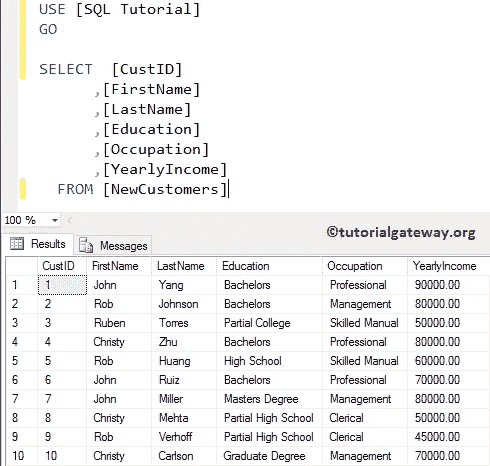 USE [SQL Tutorial]
GO
SELECT [CustID]
,[FirstName]
,[LastName]
,[Education]
,[Occupation]
,[YearlyIncome]
FROM [NewCustomers]
100 %
©tutorialgateway.org
Results Messages
CustID FirstName LastName Education Occupation YearlyIncome
1 1 John Yang Bachelors Professional 90000.00
2 2 Rob Johnson Bachelors Management 80000.00
3 3 Ruben Torres Partial College Skilled Manual 50000.00
4 4 Christy Zhu Bachelors Professional 80000.00
5 5 Rob Huang High School Skilled Manual 60000.00
6 6 John Ruiz Bachelors Professional 70000.00
7 7 John Miller Masters Degree Management 80000.00
8 8 Christy Mehta Partial High School Clerical 50000.00
9 9 Rob Verhoff Partial High School Clerical 45000.00
10 10 Christy Carlson Graduate Degree Management 70000.00